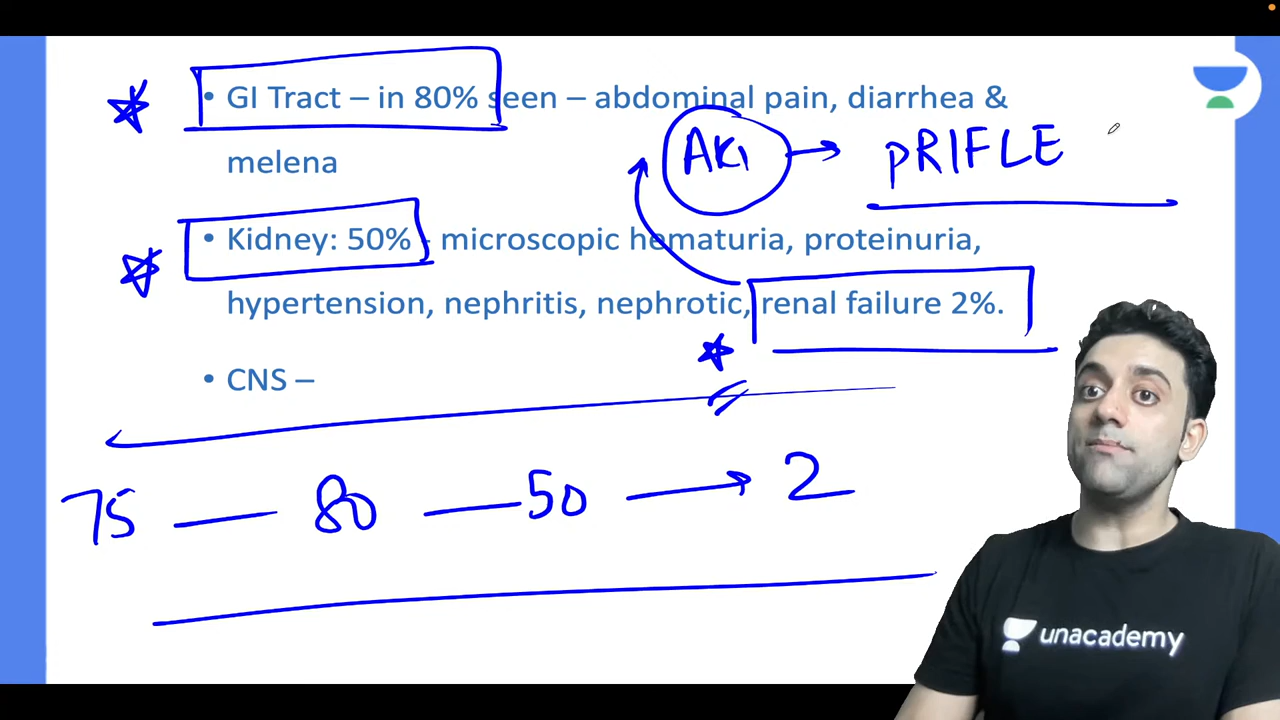 • GI Tract – in 80% seen – abdominal pain, diarrhea &
melena
AKI → pRIFLE
• Kidney: 50% - microscopic hematuria, proteinuria,
hypertension, nephritis, nephrotic, renal failure 2%.
• CNS –
75 — 80 — 50 → 2
unacademy